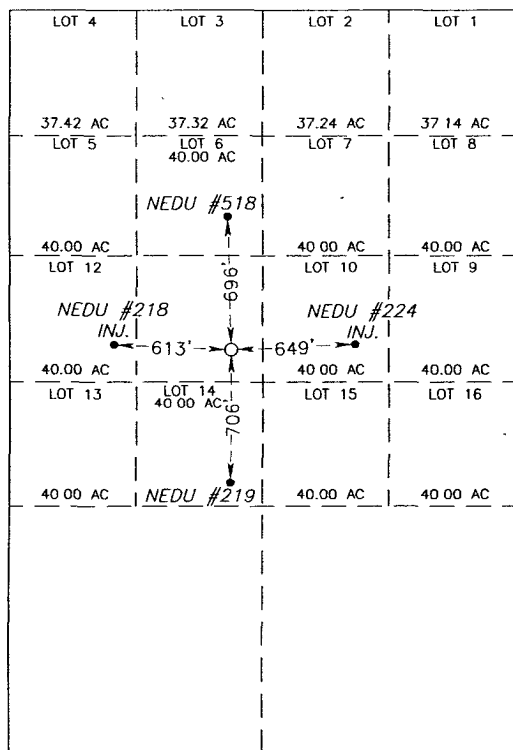 LOT 4 LOT 3 LOT 2 LOT 1
37.42 AC 37.32 AC 37.24 AC 37 14 AC
LOT 5 LOT 6 LOT 7 LOT 8
40.00 AC
NEDU #518
40.00 AC 40 00 AC 40.00 AC
LOT 12 LOT 10 LOT 9
696'
NEDU #218 NEDU #224
INJ. INJ.
613' 649'
40.00 AC 40.00 AC 40.00 AC
LOT 13 LOT 14 LOT 15 LOT 16
40 00 AC
706'
NEDU #219
40 00 AC 40.00 AC 40 00 AC